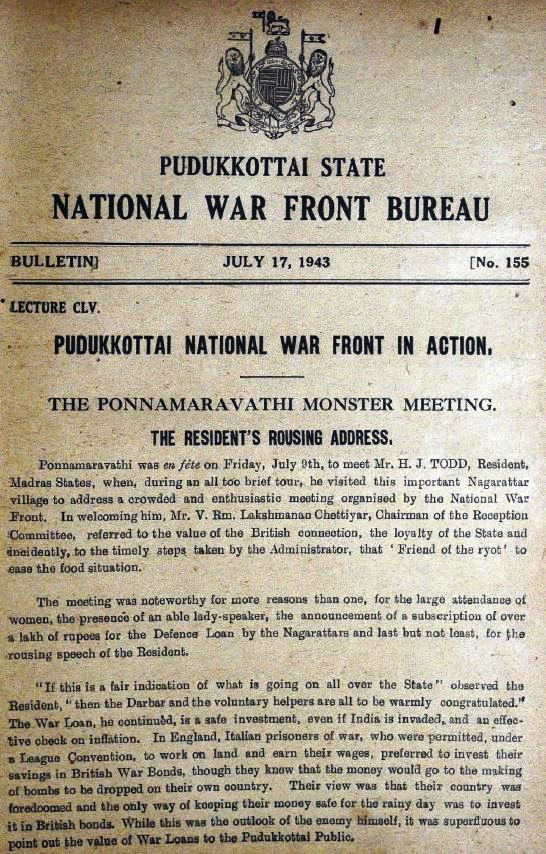 PUDUKKOTTAI STATE
NATIONAL WAR FRONT BUREAU
BULLETIN] JULY 17, 1943 [No. 155
LECTURE CLV.
PUDUKKOTTAI NATIONAL WAR FRONT IN ACTION.
THE PONNAMARAVATHI MONSTER MEETING.
THE RESIDENT'S ROUSING ADDRESS.
Ponnamaravathi was en fête on Friday, July 9th, to meet Mr. H. J. TODD, Resident,
Madras States, when, during an all too brief tour, he visited this important Nagarattar
village to address a crowded and enthusiastic meeting organised by the National War
Front. In welcoming him, Mr. V. Rm. Lakshmanan Chettiyar, Chairman of the Reception
Committee, referred to the value of the British connection, the loyalty of the State and
incidently, to the timely steps taken by the Administrator, that ' Friend of the ryot' to
ease the food situation.
The meeting was noteworthy for more reasons than one, for the large attendance of
women, the presence of an able lady-speaker, the announcement of a subscription of over
a lakh of rupees for the Defence Loan by the Nagarattars and last but not least, for the
rousing speech of the Resident.
"If this is a fair indication of what is going on all over the State" observed the
Resident, "then the Darbar and the voluntary helpers are all to be warmly congratulated."
The War Loan, he continued, is a safe investment, even if India is invaded, and an effec-
tive check on inflation. In England, Italian prisoners of war, who were permitted, under
a League Convention, to work on land and earn their wages, preferred to invest their
savings in British War Bonds, though they knew that the money would go to the making
of bombs to be dropped on their own country. Their view was that their country was
foredoomed and the only way of keeping their money safe for the rainy day was to invest
it in British bonds. While this was the outlook of the enemy himself, it was superfluous to
point out the value of War Loans to the Pudukkottai Public.